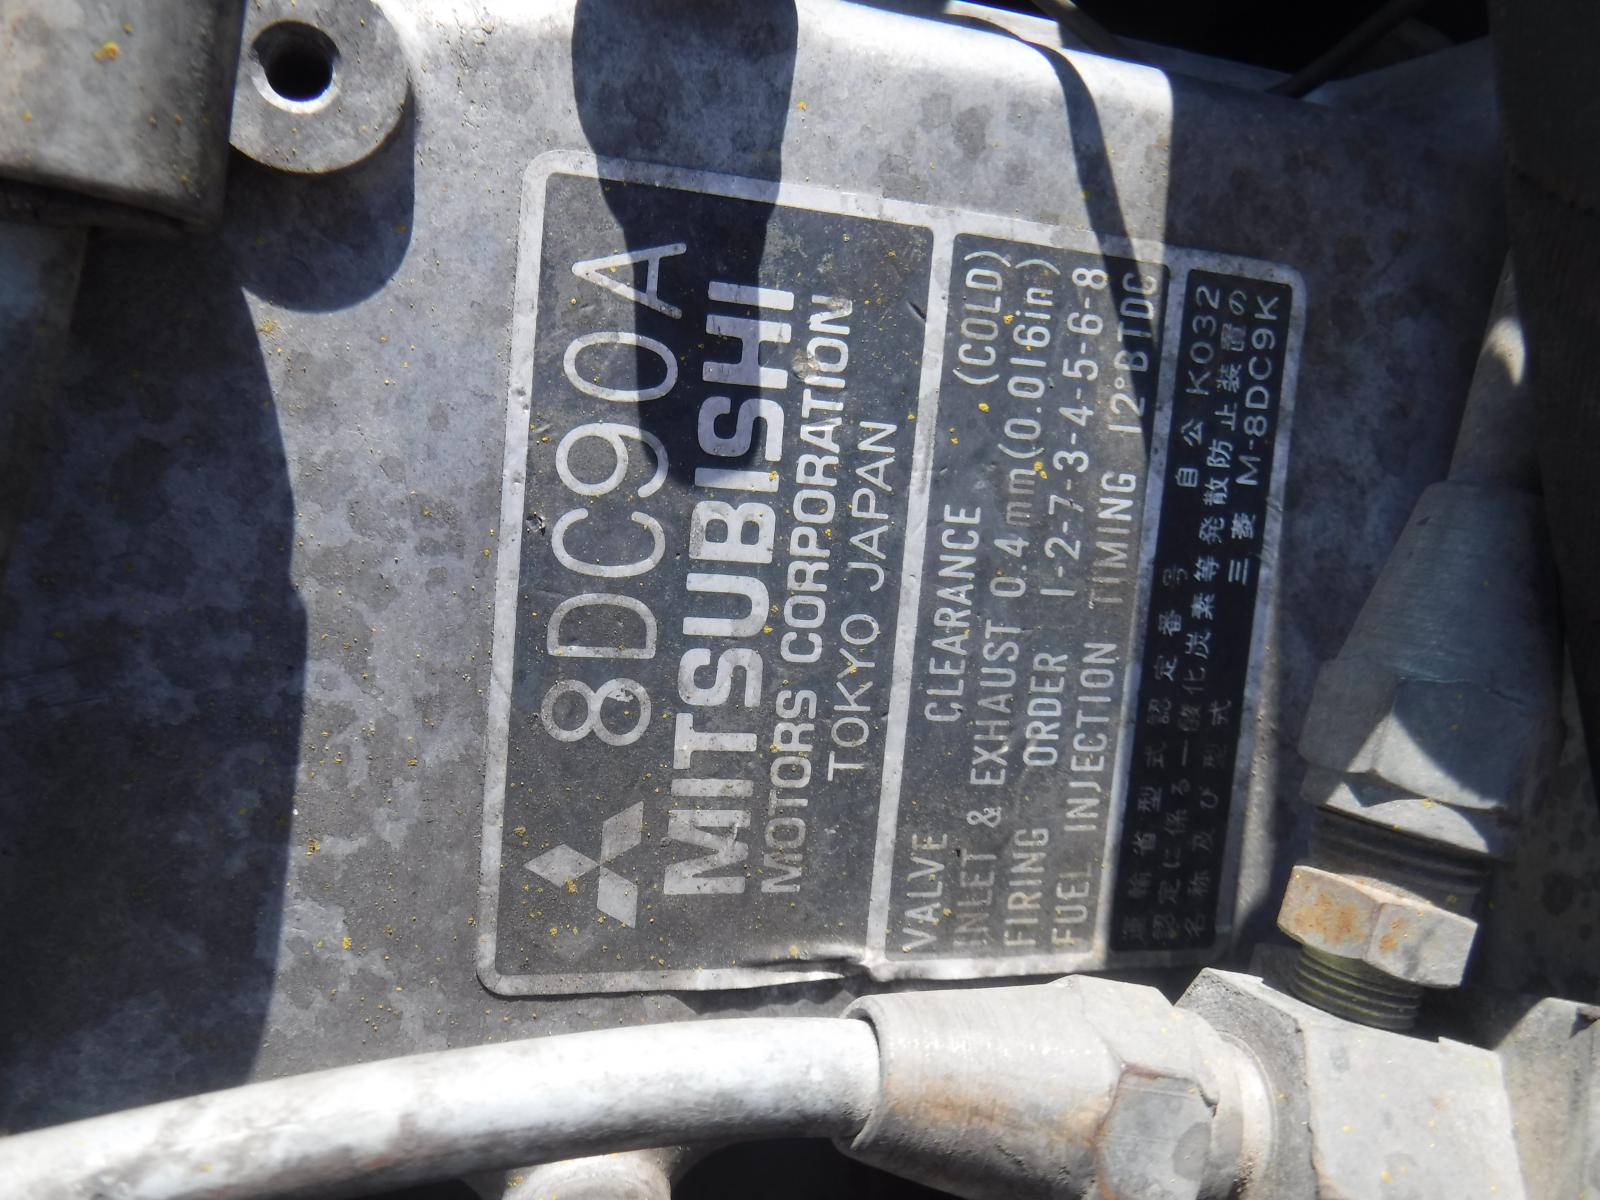 8DC90A
MITSUBISHI
MOTORS CORPORATION
TOKYO JAPAN
VALVE CLEARANCE (COLD)
INLET & EXHAUST 0.4mm(0.016in)
FIRING ORDER 1-2-7-3-4-5-6-8
FUEL INJECTION TIMING 12°BTDC
運輸省型式認定番号 自公 K032
認定に係る一酸化炭素等発散防止装置の
名称及び型式 三菱 M-8DC9K